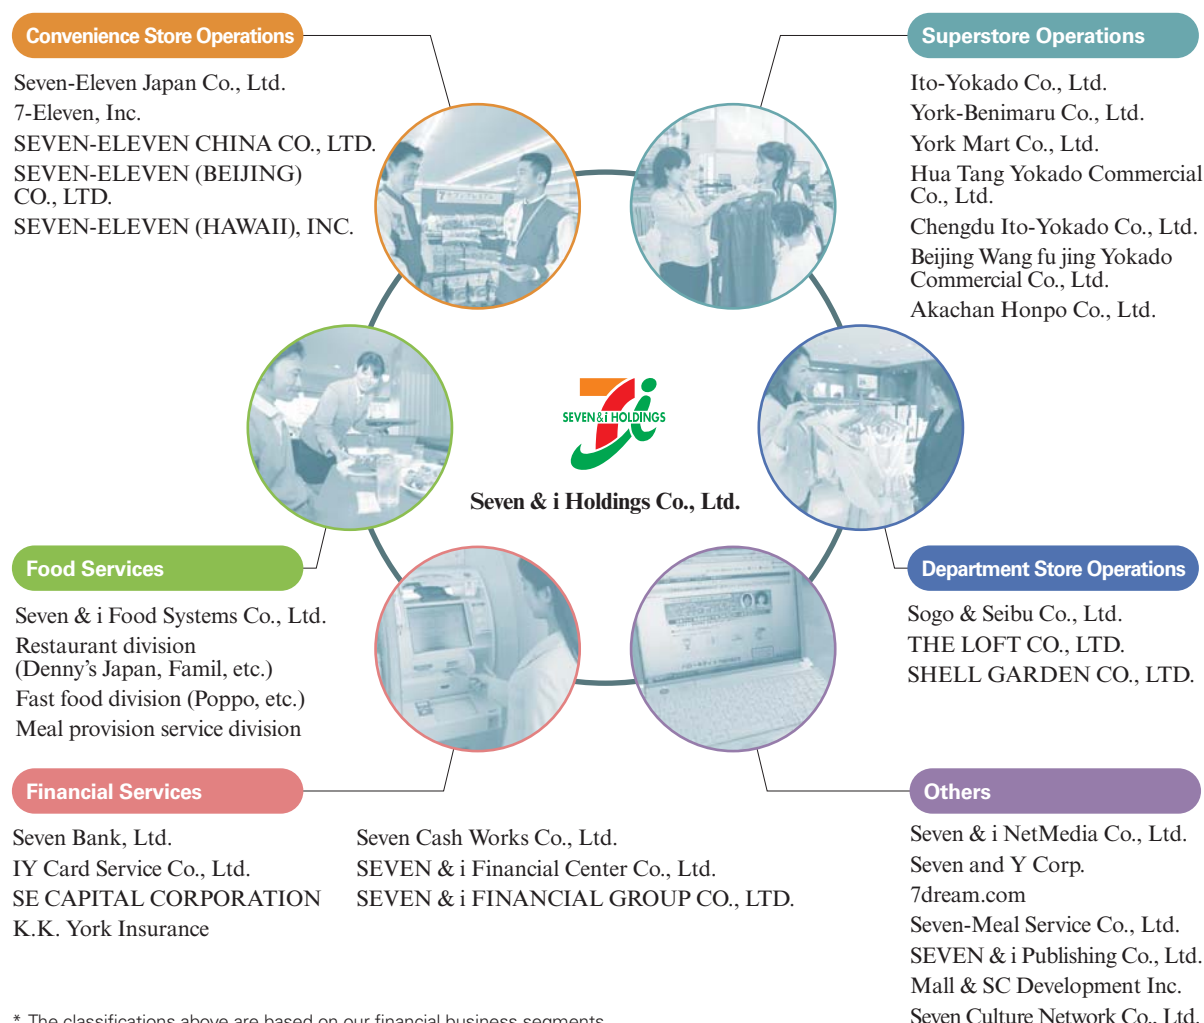 Convenience Store Operations
Seven-Eleven Japan Co., Ltd.
7-Eleven, Inc.
SEVEN-ELEVEN CHINA CO., LTD.
SEVEN-ELEVEN (BEIJING)
CO., LTD.
SEVEN-ELEVEN (HAWAII), INC.
Superstore Operations
Ito-Yokado Co., Ltd.
York-Benimaru Co., Ltd.
York Mart Co., Ltd.
Hua Tang Yokado Commercial
Co., Ltd.
Chengdu Ito-Yokado Co., Ltd.
Beijing Wang fu jing Yokado
Commercial Co., Ltd.
Akachan Honpo Co., Ltd.
SEVEN&i HOLDINGS
Seven & i Holdings Co., Ltd.
Food Services
Seven & i Food Systems Co., Ltd.
Restaurant division
(Denny's Japan, Famil, etc.)
Fast food division (Poppo, etc.)
Meal provision service division
Department Store Operations
Sogo & Seibu Co., Ltd.
THE LOFT CO., LTD.
SHELL GARDEN CO., LTD.
Financial Services
Seven Bank, Ltd.
IY Card Service Co., Ltd.
SE CAPITAL CORPORATION
K.K. York Insurance
Seven Cash Works Co., Ltd.
SEVEN & i Financial Center Co., Ltd.
SEVEN & i FINANCIAL GROUP CO., LTD.
Others
Seven & i NetMedia Co., Ltd.
Seven and Y Corp.
7dream.com
Seven-Meal Service Co., Ltd.
SEVEN & i Publishing Co., Ltd.
Mall & SC Development Inc.
Seven Culture Network Co., Ltd.
* The classifications above are based on our financial business segments.